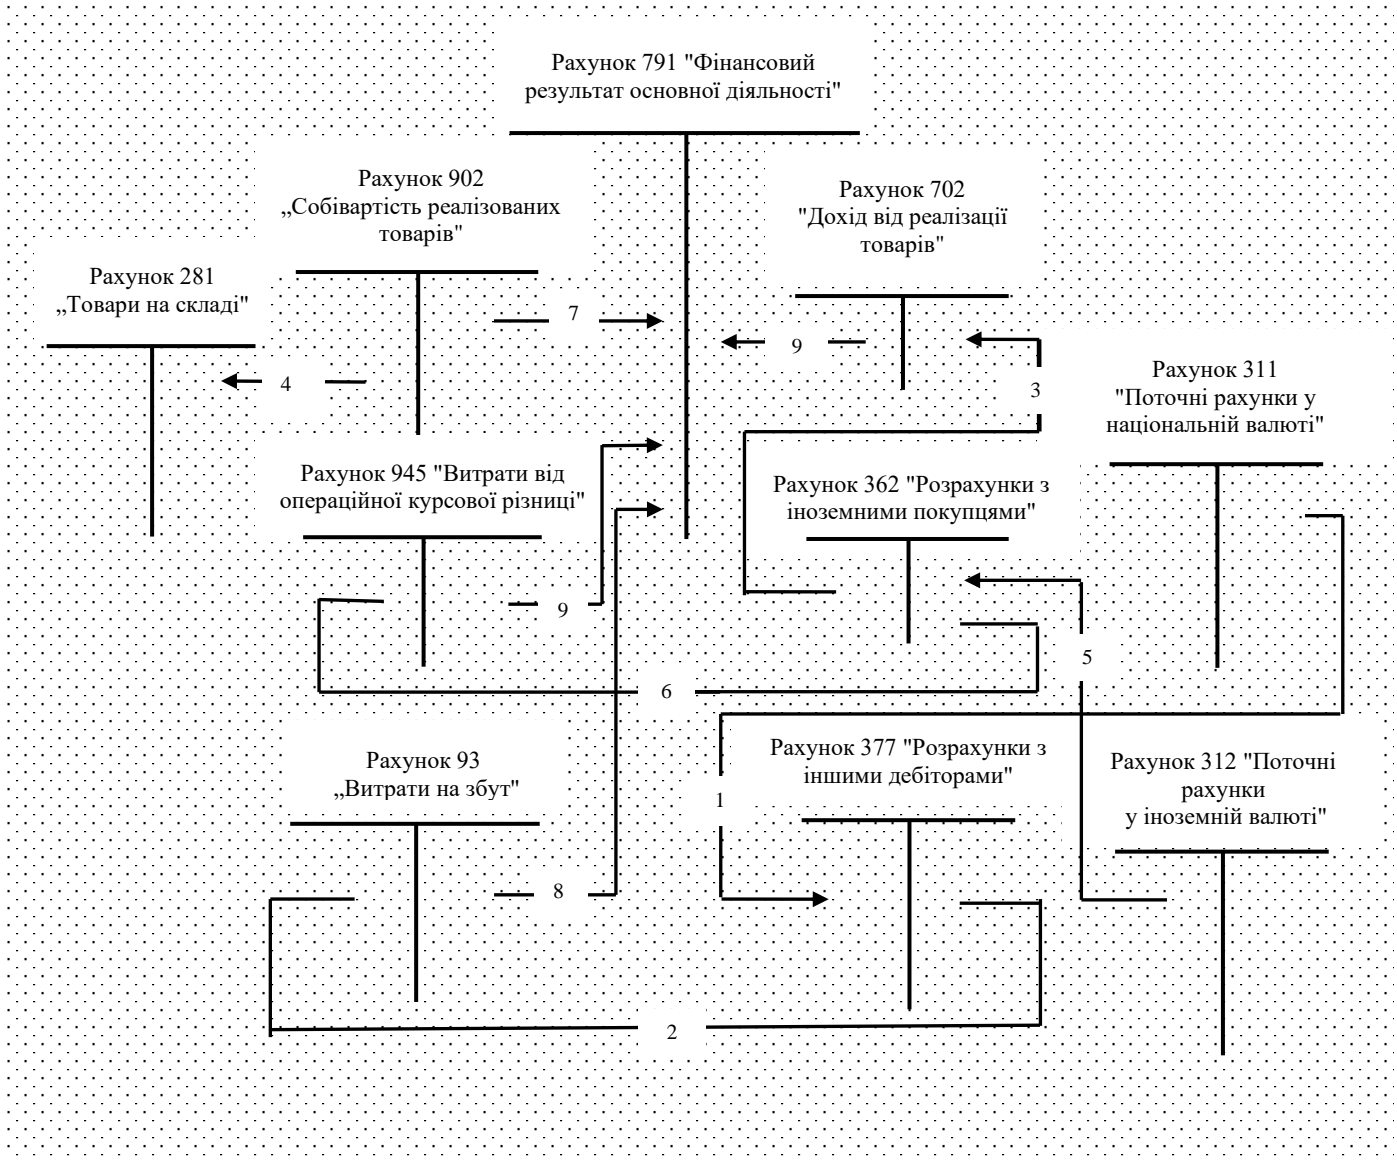 Рахунок 791 "Фінансовий
результат основної діяльності"
Рахунок 902
„Собівартість реалізованих
товарів"
Рахунок 702
"Дохід від реалізації
товарів"
Рахунок 281
„Товари на складі"
7
9
4
3
Рахунок 311
"Поточні рахунки у
національній валюті"
Рахунок 945 "Витрати від
операційної курсової різниці"
Рахунок 362 "Розрахунки з
іноземними покупцями"
9
5
6
Рахунок 93
„Витрати на збут"
Рахунок 377 "Розрахунки з
іншими дебіторами"
Рахунок 312 "Поточні
рахунки
у іноземній валюті"
1
8
2